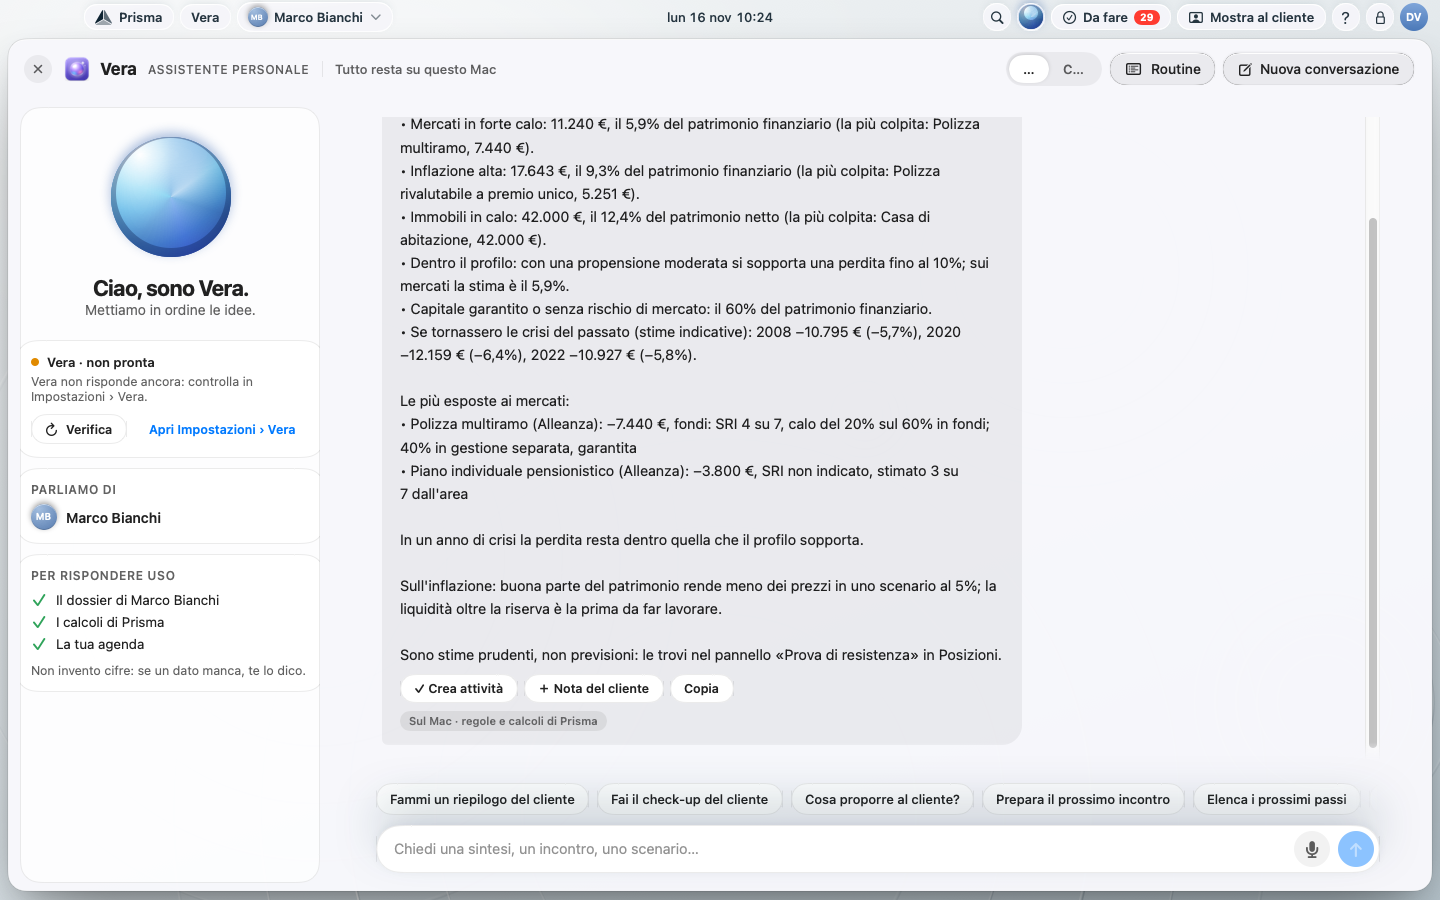 Prisma
Vera
MB
Marco Bianchi
lun 16 nov 10:24
Da fare
29
Mostra al cliente
?
DV
Vera
ASSISTENTE PERSONALE
Tutto resta su questo Mac
...
C...
Routine
Nuova conversazione
Ciao, sono Vera.
Mettiamo in ordine le idee.
Vera · non pronta
Vera non risponde ancora: controlla in
Impostazioni › Vera.
Verifica
Apri Impostazioni › Vera
PARLIAMO DI
MB
Marco Bianchi
PER RISPONDERE USO
Il dossier di Marco Bianchi
I calcoli di Prisma
La tua agenda
Non invento cifre: se un dato manca, te lo dico.
• Mercati in forte calo: 11.240 €, il 5,9% del patrimonio finanziario (la più colpita: Polizza
multiramo, 7.440 €).
• Inflazione alta: 17.643 €, il 9,3% del patrimonio finanziario (la più colpita: Polizza
rivalutabile a premio unico, 5.251 €).
• Immobili in calo: 42.000 €, il 12,4% del patrimonio netto (la più colpita: Casa di
abitazione, 42.000 €).
• Dentro il profilo: con una propensione moderata si sopporta una perdita fino al 10%; sui
mercati la stima è il 5,9%.
• Capitale garantito o senza rischio di mercato: il 60% del patrimonio finanziario.
• Se tornassero le crisi del passato (stime indicative): 2008 −10.795 € (−5,7%), 2020
−12.159 € (−6,4%), 2022 −10.927 € (−5,8%).
Le più esposte ai mercati:
• Polizza multiramo (Alleanza): −7.440 €, fondi: SRI 4 su 7, calo del 20% sul 60% in fondi;
40% in gestione separata, garantita
• Piano individuale pensionistico (Alleanza): −3.800 €, SRI non indicato, stimato 3 su
7 dall'area
In un anno di crisi la perdita resta dentro quella che il profilo sopporta.
Sull'inflazione: buona parte del patrimonio rende meno dei prezzi in uno scenario al 5%; la
liquidità oltre la riserva è la prima da far lavorare.
Sono stime prudenti, non previsioni: le trovi nel pannello «Prova di resistenza» in Posizioni.
Crea attività
Nota del cliente
Copia
Sul Mac · regole e calcoli di Prisma
Fammi un riepilogo del cliente
Fai il check-up del cliente
Cosa proporre al cliente?
Prepara il prossimo incontro
Elenca i prossimi passi
Chiedi una sintesi, un incontro, uno scenario...